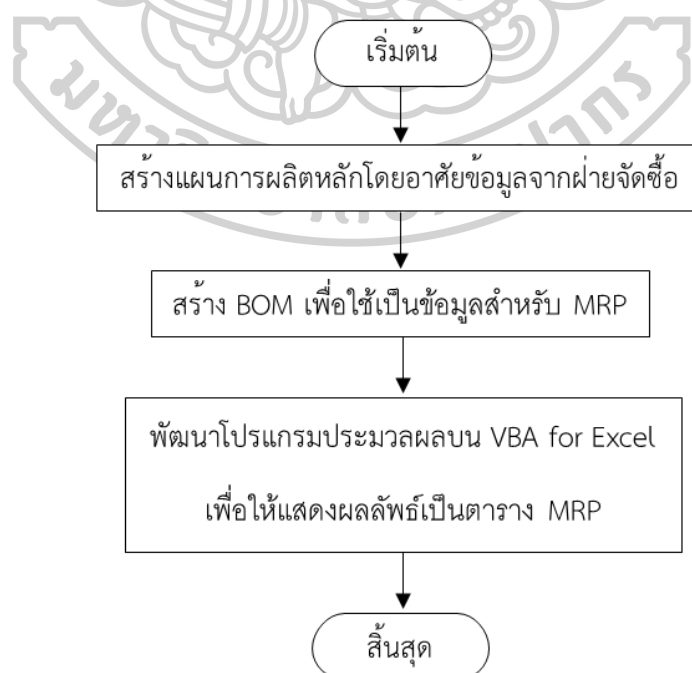 เริ่มต้น
สร้างแผนการผลิตหลักโดยอาศัยข้อมูลจากฝ่ายจัดซื้อ
สร้าง BOM เพื่อใช้เป็นข้อมูลสำหรับ MRP
พัฒนาโปรแกรมประมวลผลบน VBA for Excel
เพื่อให้แสดงผลลัพธ์เป็นตาราง MRP
สิ้นสุด